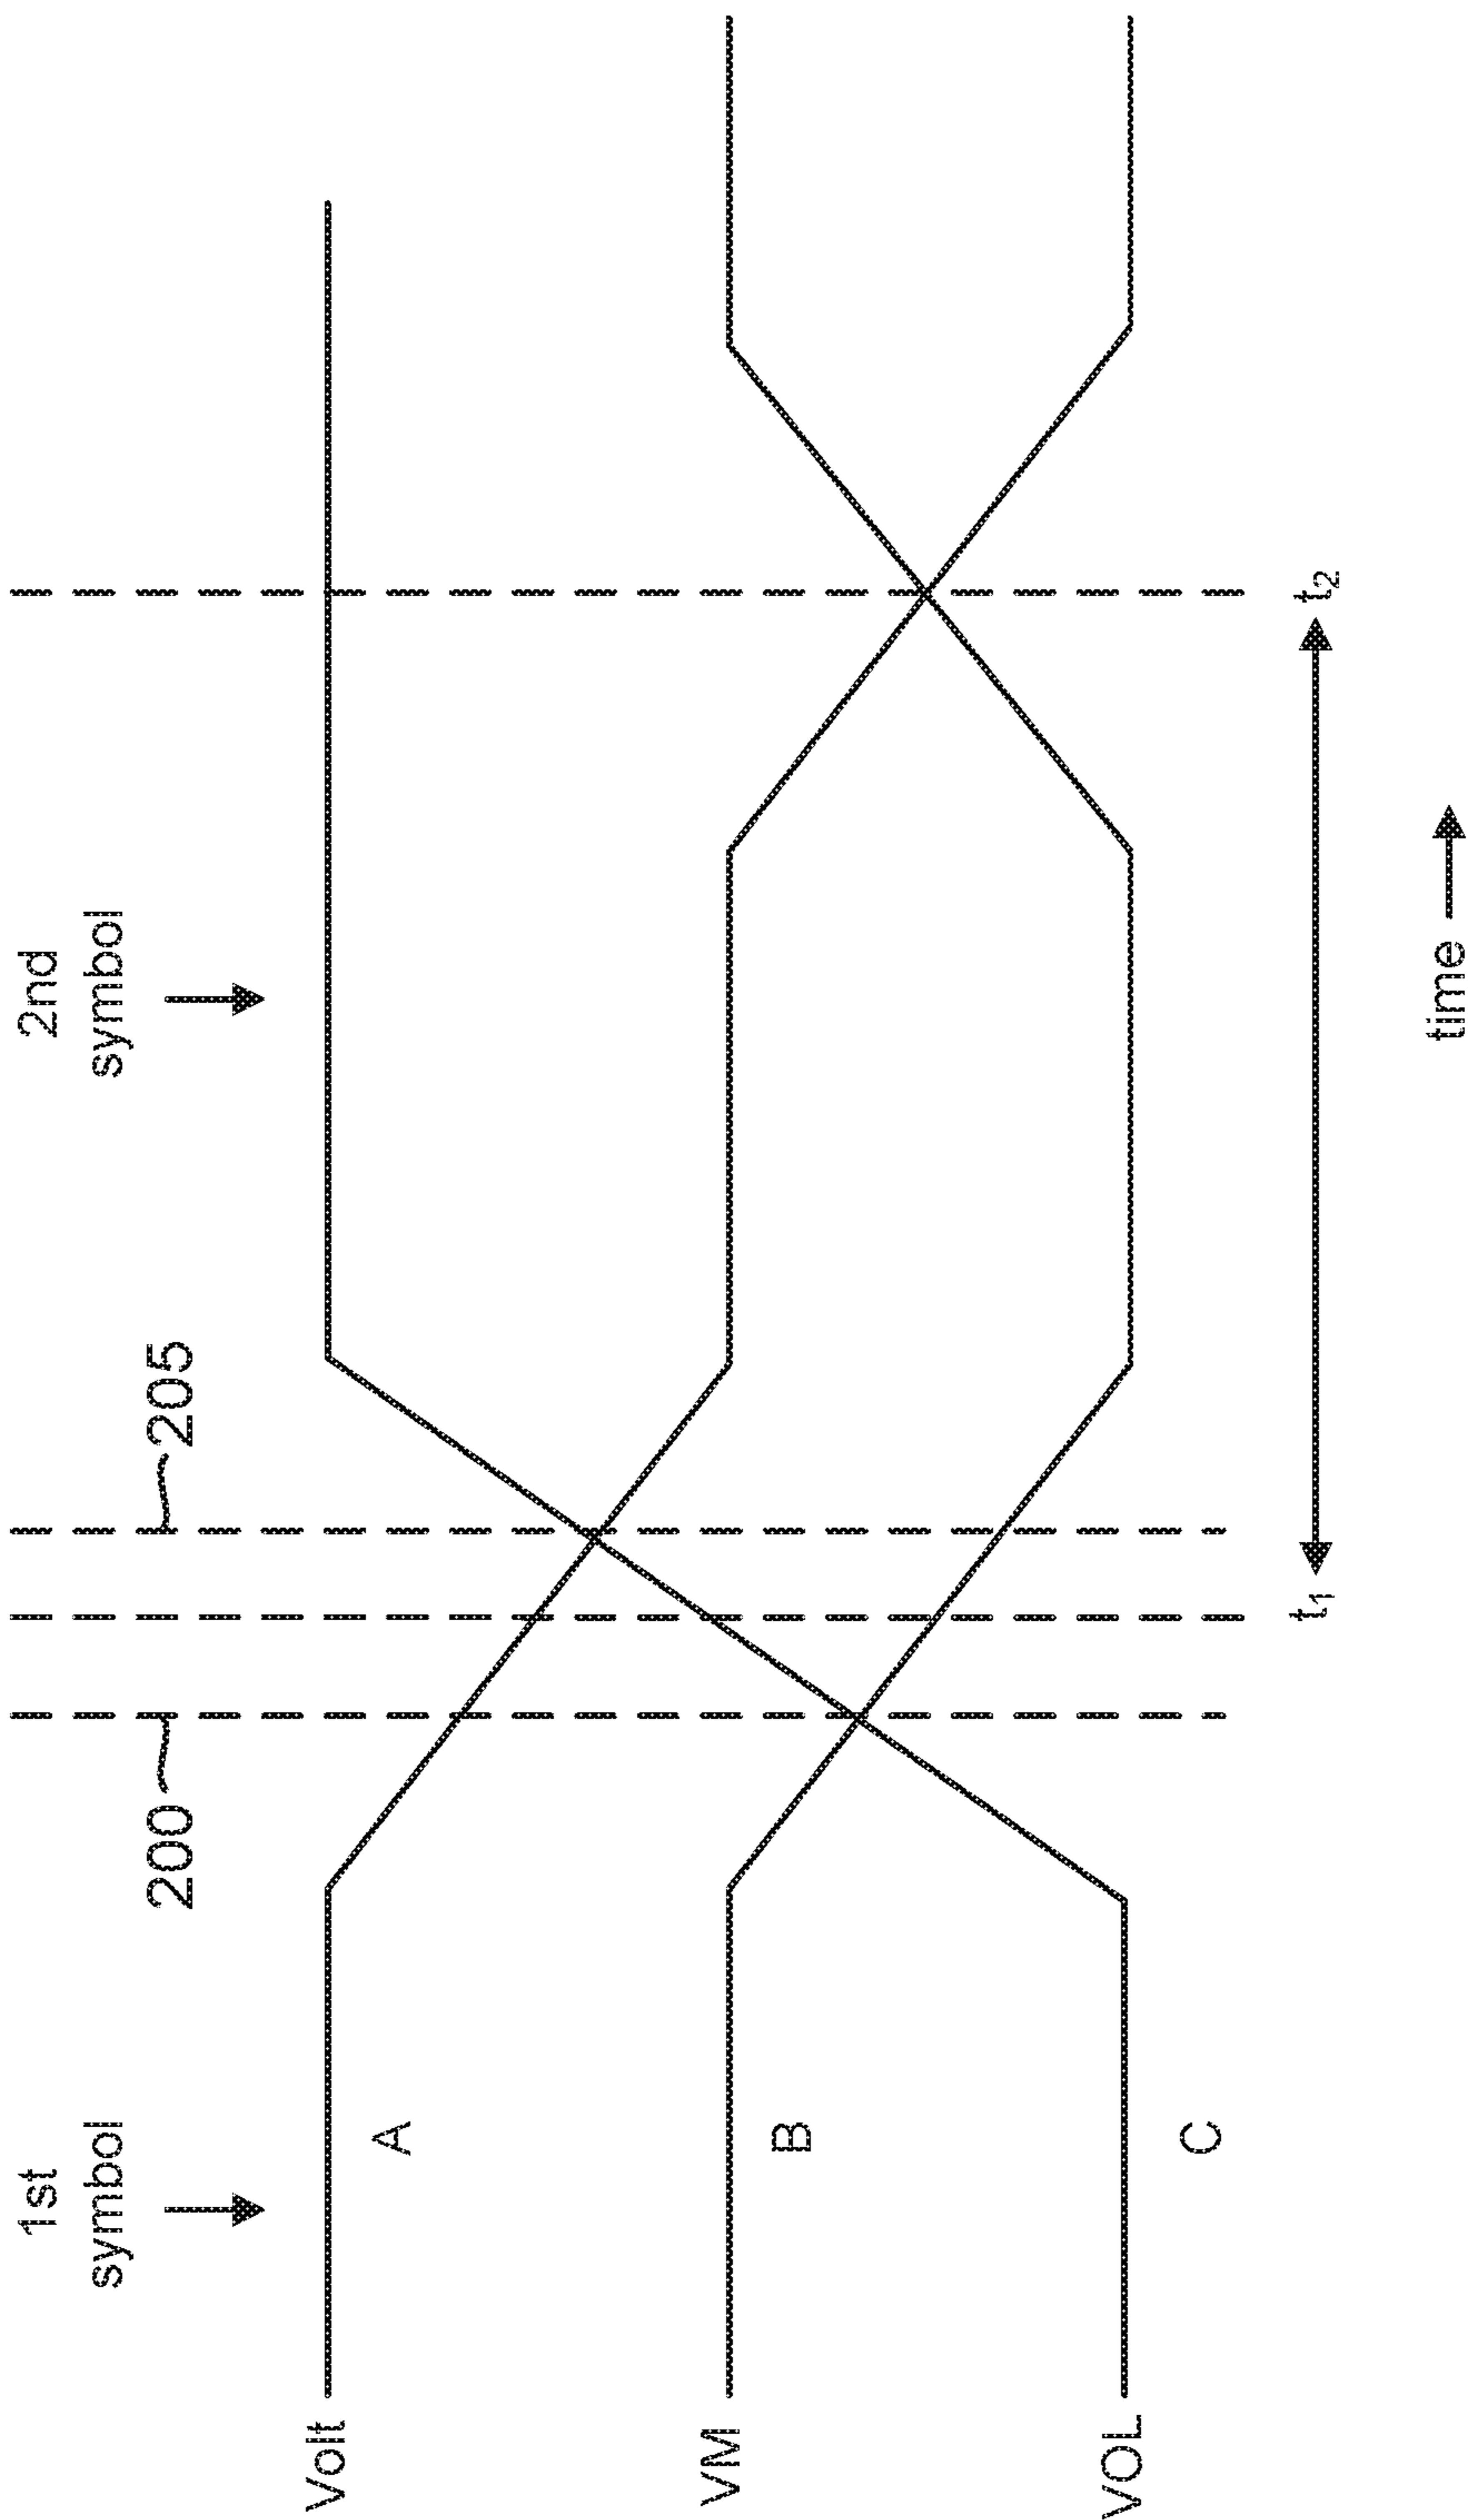 1st
symbol
2nd
symbol
200
205
Volt
A
VM
B
VOL
C
t₁
t₂
time